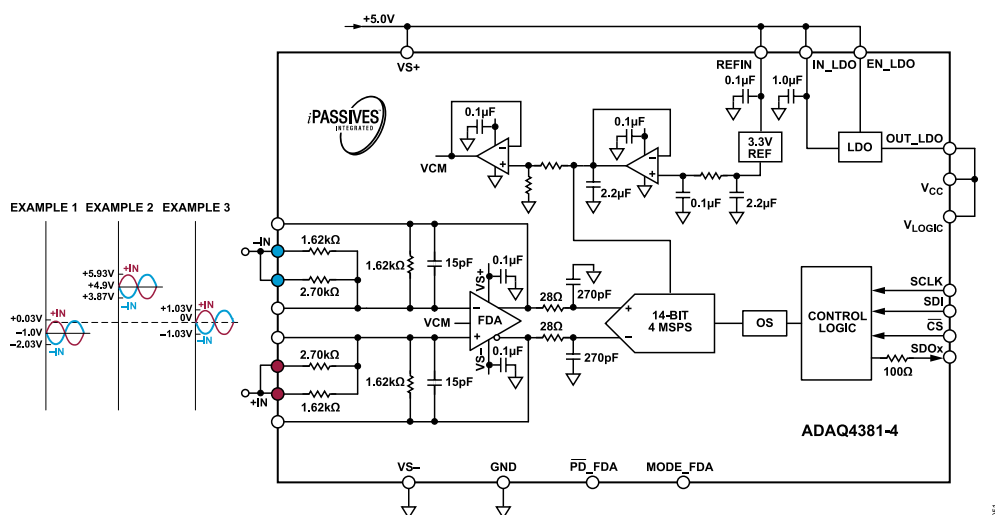 +5.0V
VS+
REFIN
IN_LDO
EN_LDO
0.1µF
1.0µF
iPASSIVES™
INTEGRATED
0.1µF
0.1µF
3.3V
REF
LDO
OUT_LDO
VCM
2.2µF
0.1µF
2.2µF
VCC
VLOGIC
EXAMPLE 1
EXAMPLE 2
EXAMPLE 3
+5.93V
+4.9V
+3.87V
+IN
–IN
+0.03V
–1.0V
–2.03V
+IN
–IN
+1.03V
0V
–1.03V
+IN
–IN
–IN
1.62kΩ
2.70kΩ
1.62kΩ
15pF
VS+
0.1µF
28Ω
270pF
VCM
FDA
28Ω
14-BIT
4 MSPS
OS
CONTROL
LOGIC
SCLK
SDI
CS
SDOx
100Ω
2.70kΩ
1.62kΩ
+IN
1.62kΩ
15pF
VS–
0.1µF
270pF
ADAQ4381-4
VS–
GND
PD_FDA
MODE_FDA